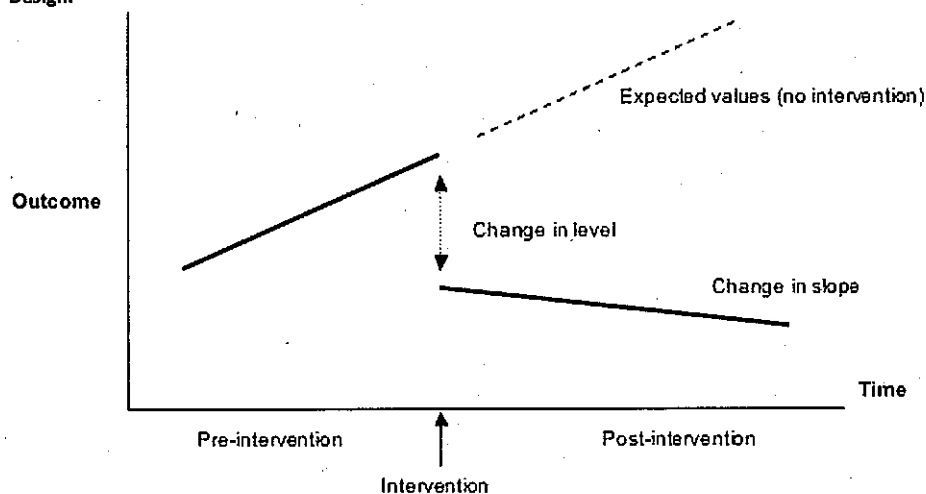 Expected values (no intervention)
Outcome
Change in level
Change in slope
Time
Pre-intervention
Post-intervention
Intervention